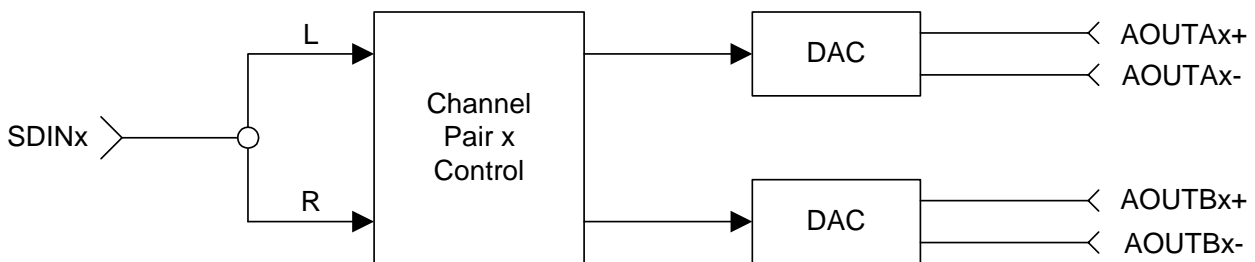 L
DAC
AOUTAx+
AOUTAx-
SDINx
Channel
Pair x
Control
R
DAC
AOUTBx+
AOUTBx-